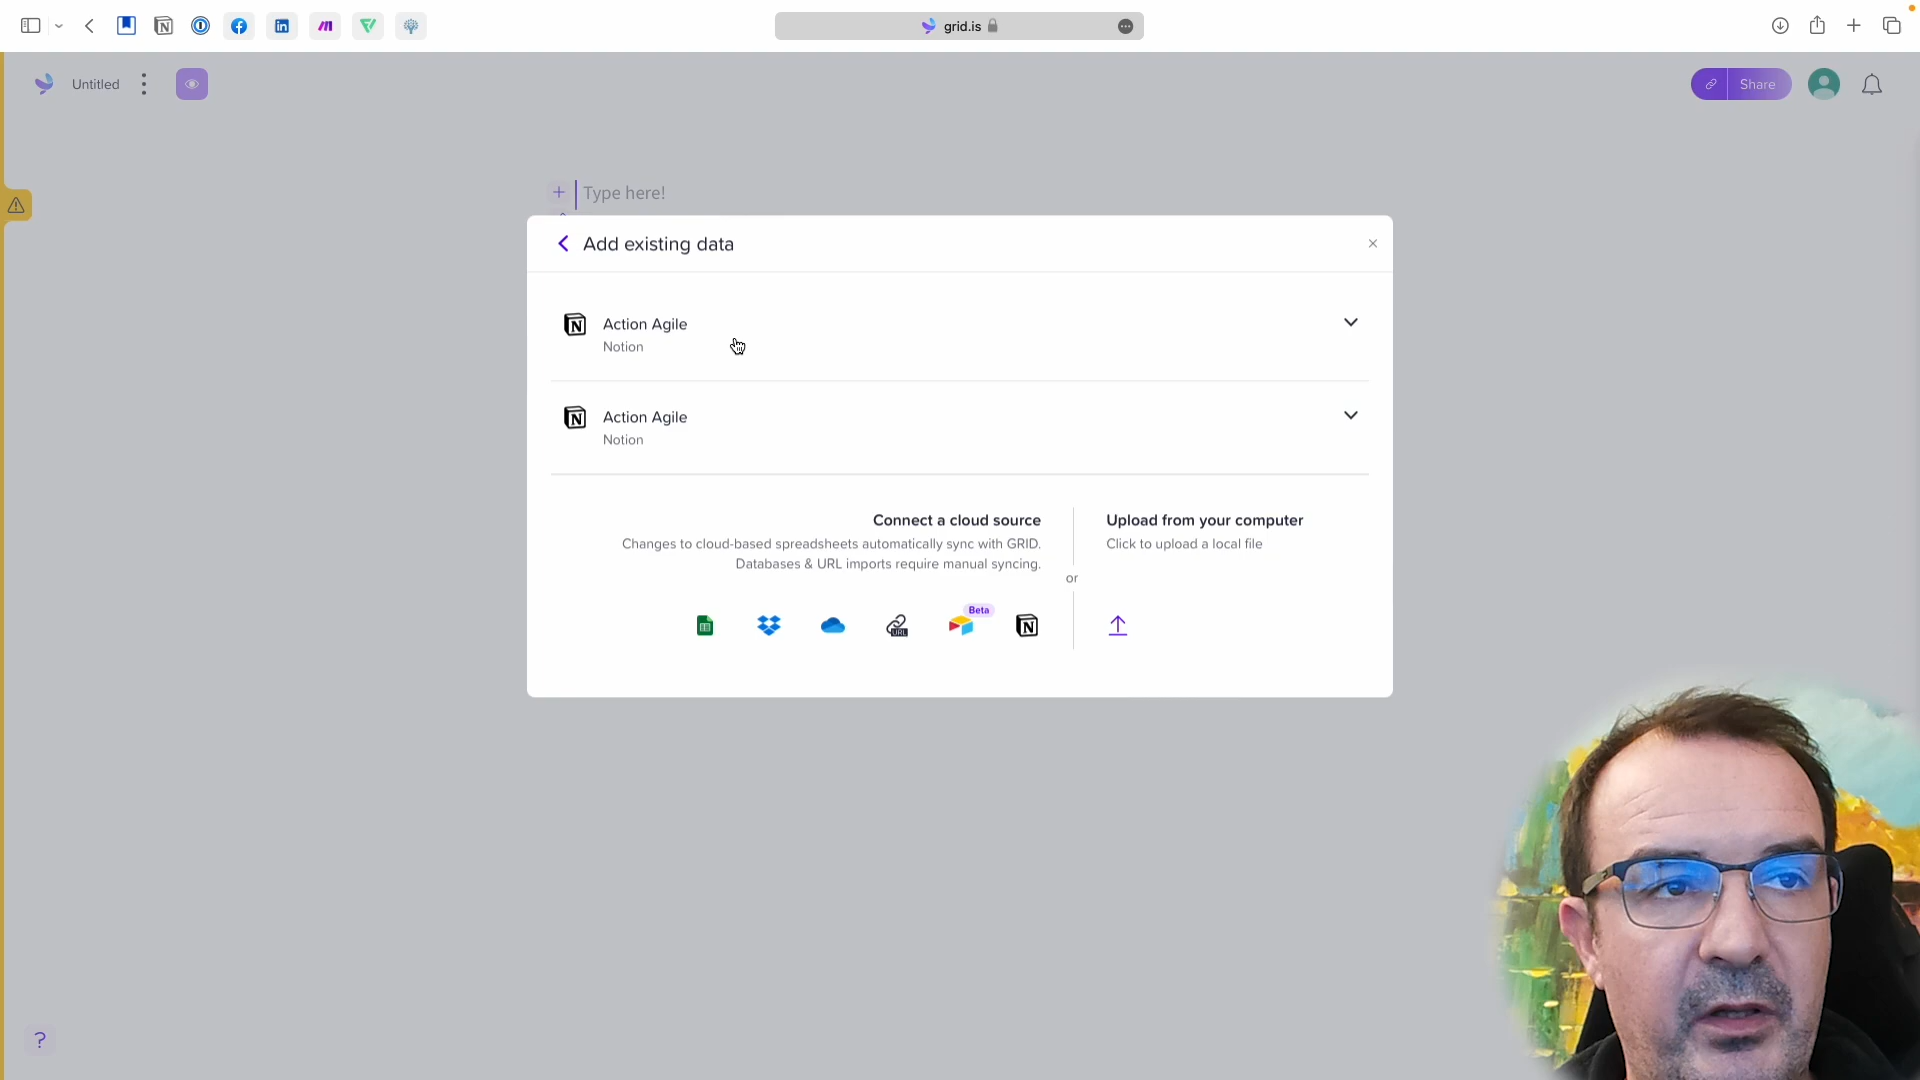 grid.is
Untitled
Share
Type here!
Add existing data
Action Agile
Notion
Action Agile
Notion
Connect a cloud source
Changes to cloud-based spreadsheets automatically sync with GRID.
Databases & URL imports require manual syncing.
or
Upload from your computer
Click to upload a local file
Beta
URL
?